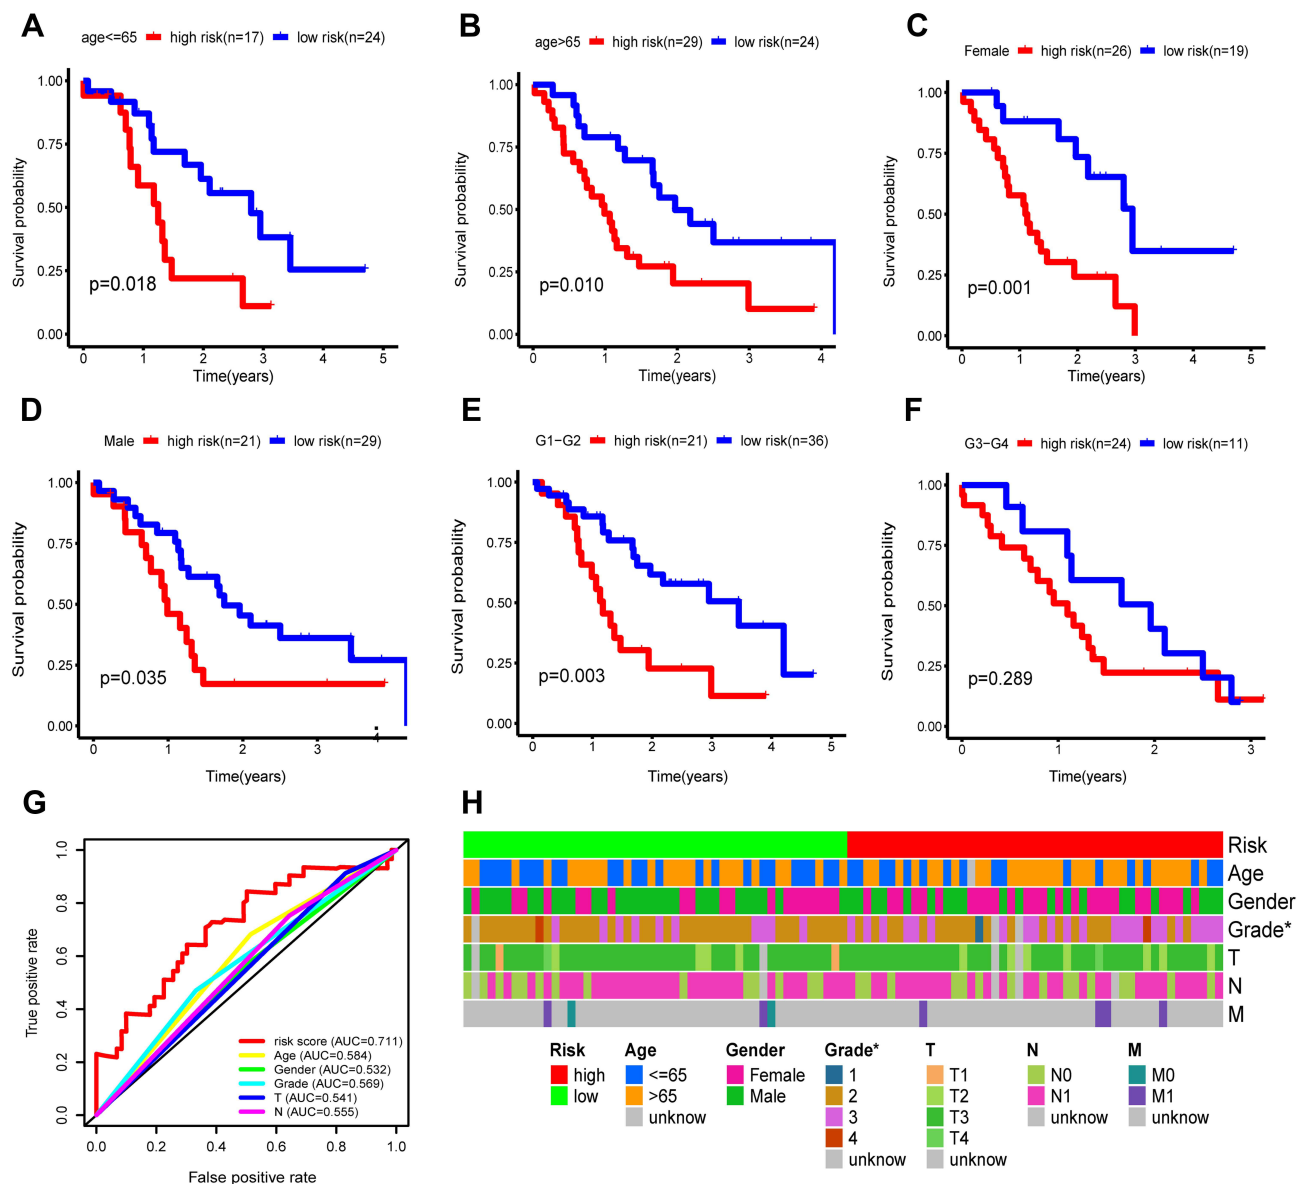 A
age<=65 high risk(n=17) low risk(n=24)
1.00
0.75
0.50
0.25
0.00
Survival probability
p=0.018
0 1 2 3 4 5
Time(years)
B
age>65 high risk(n=29) low risk(n=24)
1.00
0.75
0.50
0.25
0.00
Survival probability
p=0.010
0 1 2 3 4
Time(years)
C
Female high risk(n=26) low risk(n=19)
1.00
0.75
0.50
0.25
0.00
Survival probability
p=0.001
0 1 2 3 4 5
Time(years)
D
Male high risk(n=21) low risk(n=29)
1.00
0.75
0.50
0.25
0.00
Survival probability
p=0.035
0 1 2 3
Time(years)
E
G1-G2 high risk(n=21) low risk(n=36)
1.00
0.75
0.50
0.25
0.00
Survival probability
p=0.003
0 1 2 3 4 5
Time(years)
F
G3-G4 high risk(n=24) low risk(n=11)
1.00
0.75
0.50
0.25
0.00
Survival probability
p=0.289
0 1 2 3
Time(years)
G
1.0
0.8
0.6
0.4
0.2
0.0
True positive rate
risk score (AUC=0.711)
Age (AUC=0.584)
Gender (AUC=0.532)
Grade (AUC=0.569)
T (AUC=0.541)
N (AUC=0.555)
0.0 0.2 0.4 0.6 0.8 1.0
False positive rate
H
Risk
Age
Gender
Grade*
T
N
M
Risk
high
low
Age
<=65
>65
unknow
Gender
Female
Male
Grade*
1
2
3
4
unknow
T
T1
T2
T3
T4
unknow
N
N0
N1
unknow
M
M0
M1
unknow